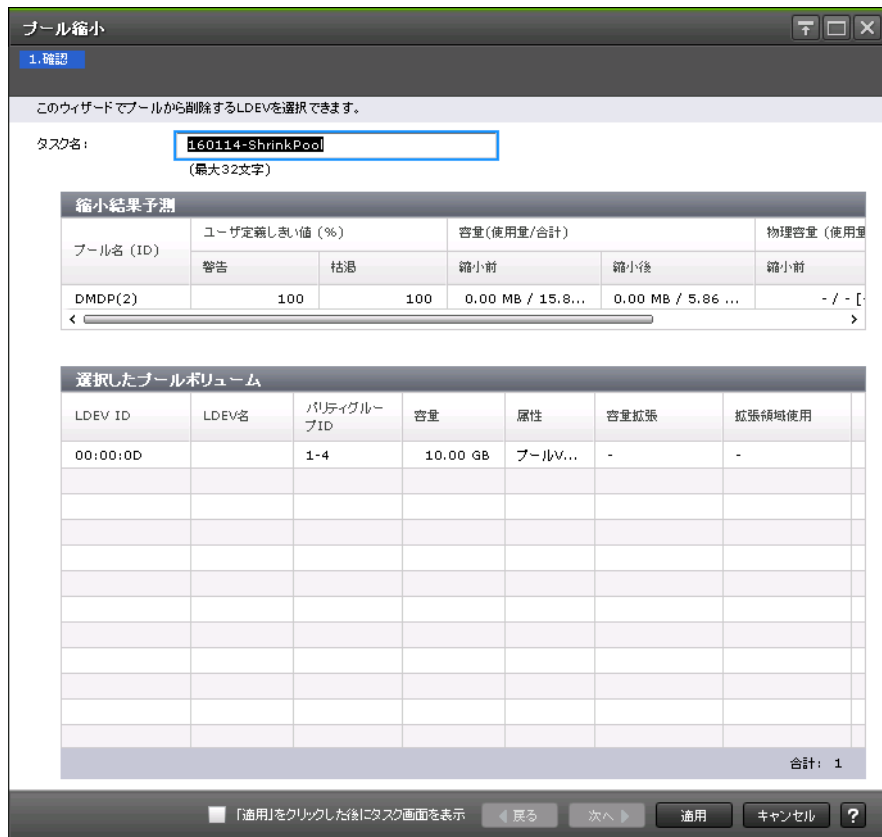 プール縮小
1.確認
このウィザードでプールから削除するLDEVを選択できます。
タスク名: 160114-ShrinkPool
(最大32文字)
縮小結果予測
プール名 (ID) ユーザ定義しきい値 (%) 容量(使用量/合計) 物理容量 (使用量
警告 枯渇 縮小前 縮小後 縮小前
DMDP(2) 100 100 0.00 MB / 15.8... 0.00 MB / 5.86 ... - / - [-
選択したプールボリューム
LDEV ID LDEV名 パリティグループID 容量 属性 容量拡張 拡張領域使用
00:00:0D 1-4 10.00 GB プールV... - -
合計: 1
「適用」をクリックした後にタスク画面を表示 戻る 次へ 適用 キャンセル ?